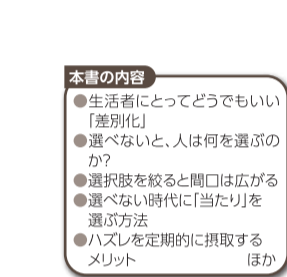 本書の内容
●生活者にとってどうでもいい
「差別化」
●選べないと、人は何を選ぶの
か?
●選択肢を絞ると間口は広がる
●選べない時代に「当たり」を
選ぶ方法
●ハズレを定期的に摂取する
メリット ほか